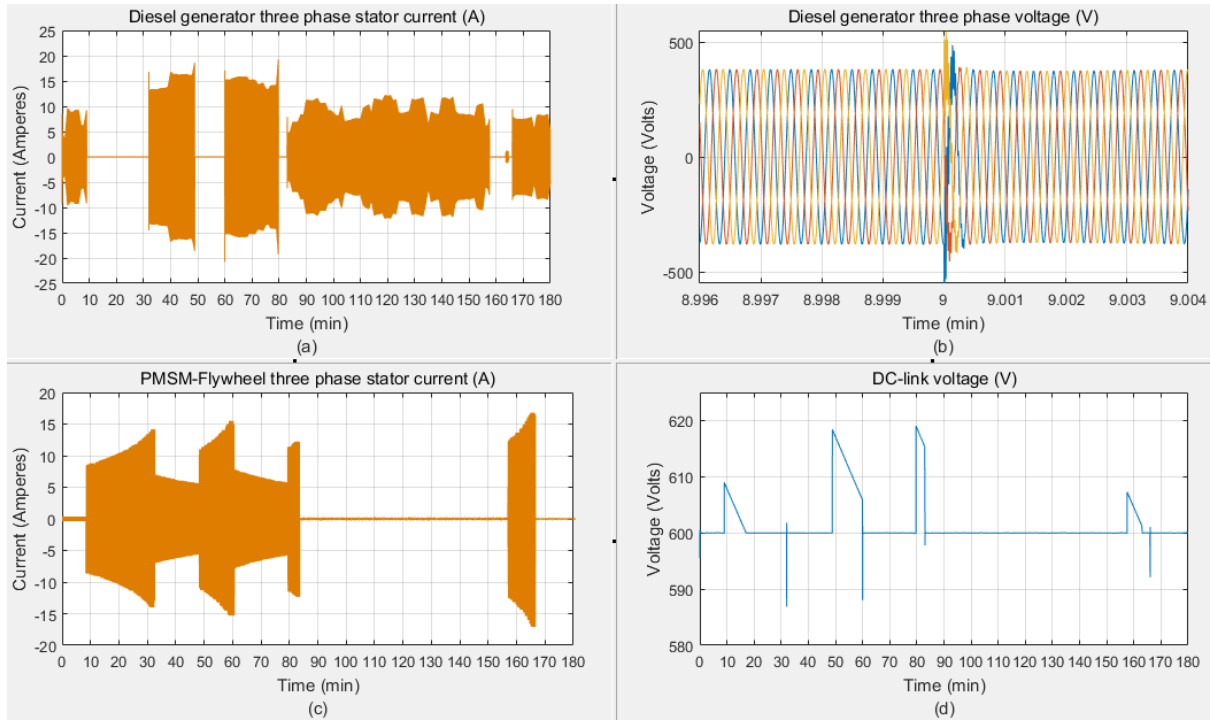 Diesel generator three phase stator current (A)
Current (Amperes)
25
20
15
10
5
0
-5
-10
-15
-20
-25
0 10 20 30 40 50 60 70 80 90 100 110 120 130 140 150 160 170 180
Time (min)
(a)
Diesel generator three phase voltage (V)
Voltage (Volts)
500
0
-500
8.996 8.997 8.998 8.999 9 9.001 9.002 9.003 9.004
Time (min)
(b)
PMSM-Flywheel three phase stator current (A)
Current (Amperes)
20
15
10
5
0
-5
-10
-15
-20
0 10 20 30 40 50 60 70 80 90 100 110 120 130 140 150 160 170 180
Time (min)
(c)
DC-link voltage (V)
Voltage (Volts)
620
610
600
590
580
0 10 20 30 40 50 60 70 80 90 100 110 120 130 140 150 160 170 180
Time (min)
(d)